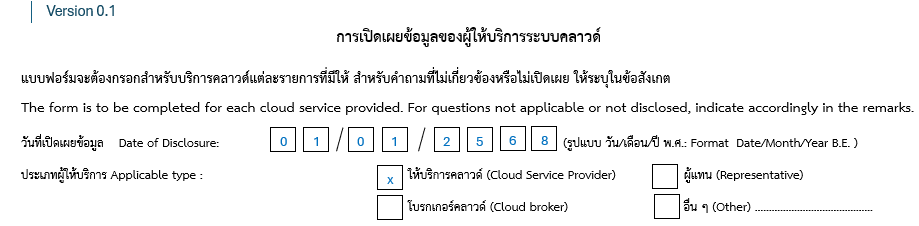 Version 0.1
การเปิดเผยข้อมูลของผู้ให้บริการระบบคลาวด์
แบบฟอร์มจะต้องกรอกสำหรับบริการคลาวด์แต่ละรายการที่มีให้ สำหรับคำถามที่ไม่เกี่ยวข้องหรือไม่เปิดเผย ให้ระบุในข้อสังเกต
The form is to be completed for each cloud service provided. For questions not applicable or not disclosed, indicate accordingly in the remarks.
วันที่เปิดเผยข้อมูล Date of Disclosure: 0 1 / 0 1 / 2 5 6 8 (รูปแบบ วัน/เดือน/ปี พ.ศ.: Format Date/Month/Year B.E. )
ประเภทผู้ให้บริการ Applicable type : x ให้บริการคลาวด์ (Cloud Service Provider) ผู้แทน (Representative)
โบรกเกอร์คลาวด์ (Cloud broker) อื่น ๆ (Other) ..........................................